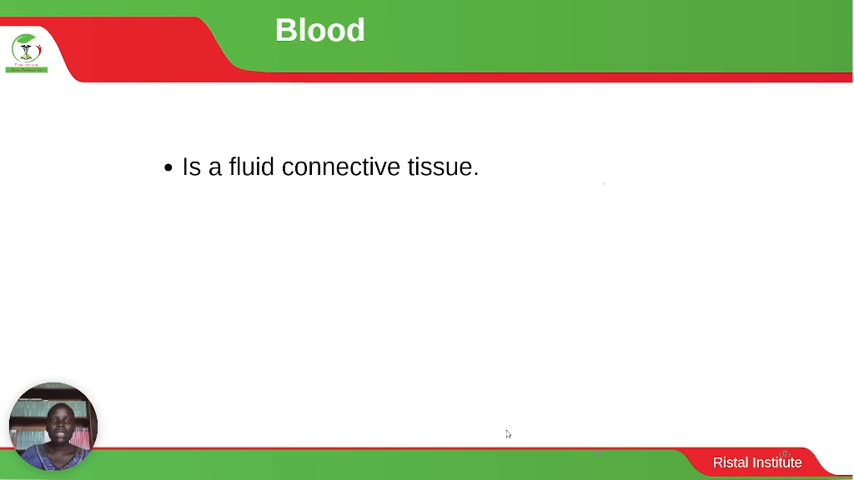 Blood
• Is a fluid connective tissue.
Ristal Institute